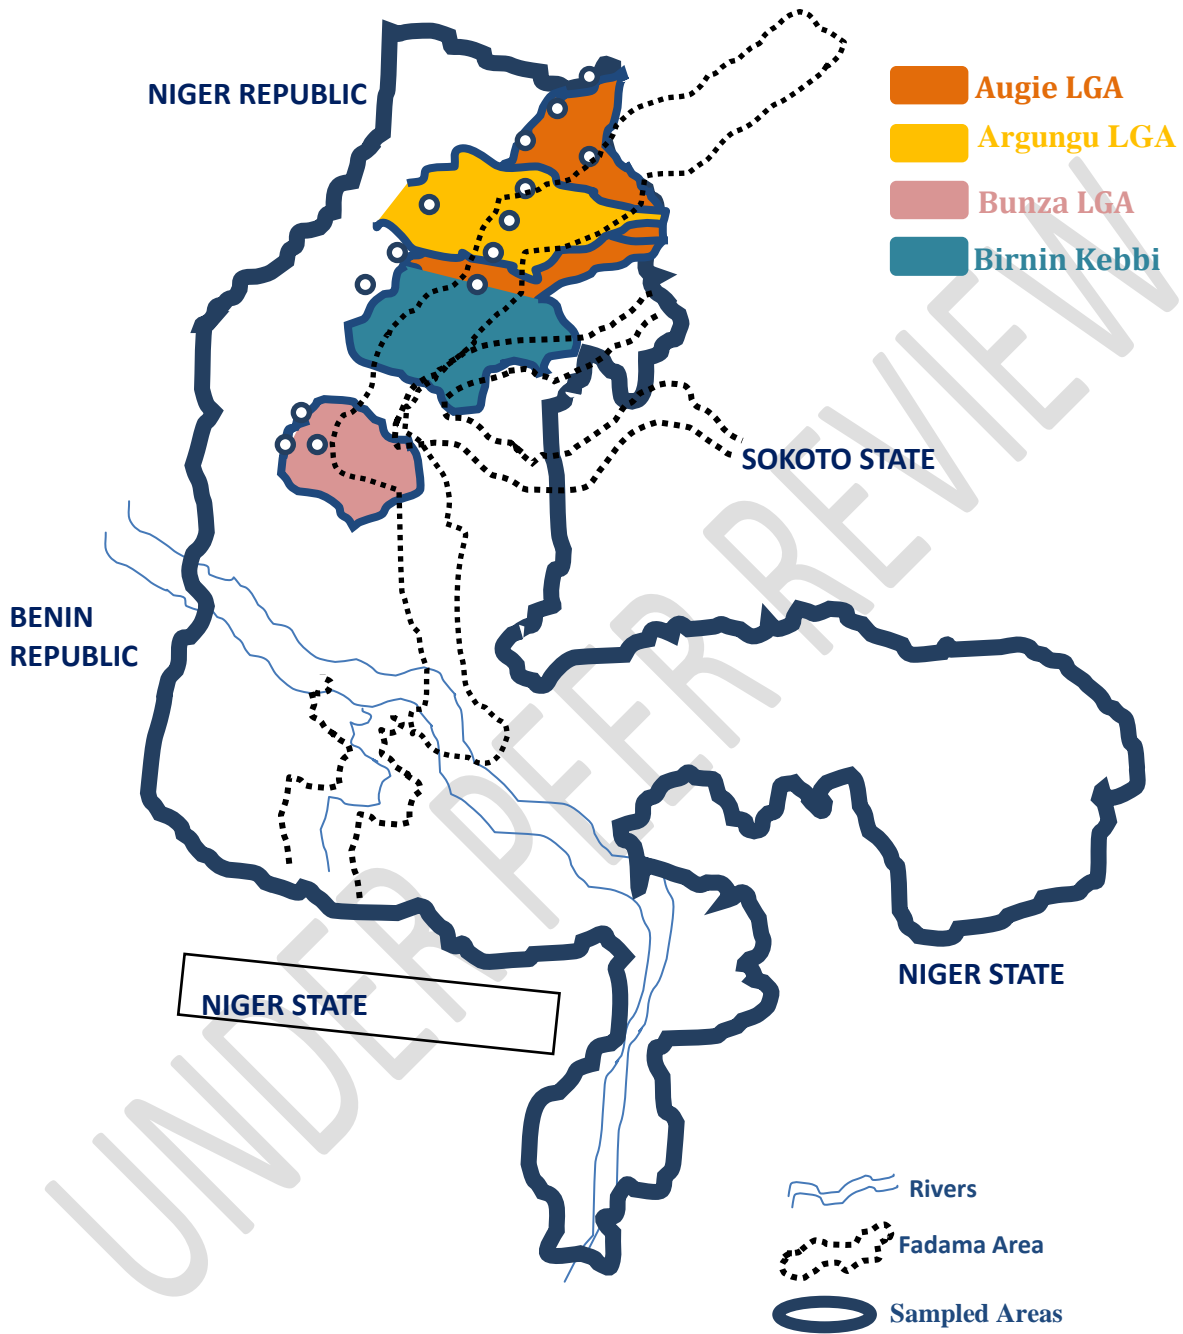 NIGER REPUBLIC
Augie LGA
Argungu LGA
Bunza LGA
Birnin Kebbi
SOKOTO STATE
BENIN
REPUBLIC
NIGER STATE
NIGER STATE
Rivers
Fadama Area
Sampled Areas
UNDER PEER REVIEW